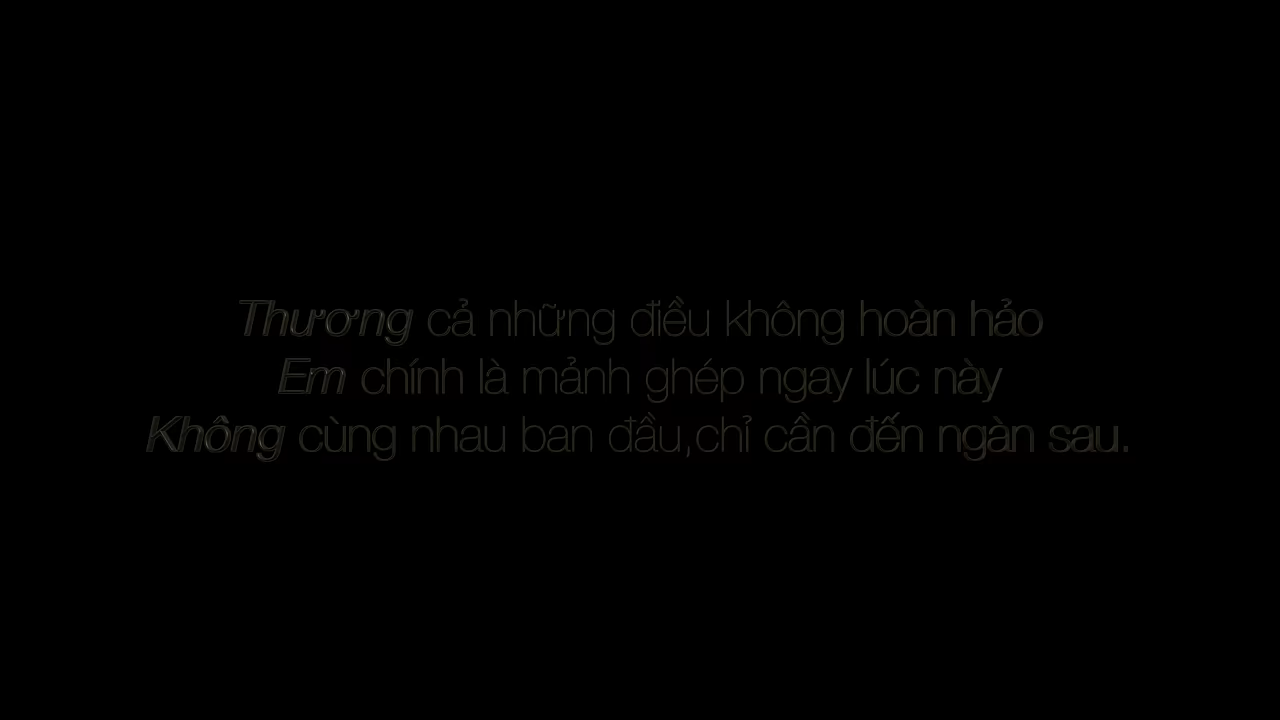 Thương cả những điều không hoàn hảo
Em chính là mảnh ghép ngay lúc này
Không cùng nhau ban đầu,chỉ cần đến ngàn sau.